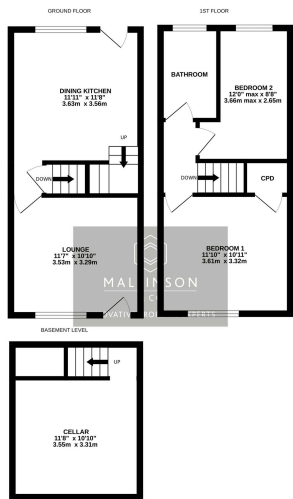 GROUND FLOOR
DINING KITCHEN
11'11" x 11'8"
3.63m x 3.56m
UP
DOWN
LOUNGE
11'7" x 10'10"
3.53m x 3.29m
1ST FLOOR
BATHROOM
BEDROOM 2
12'0" max x 8'8"
3.66m max x 2.65m
DOWN
CPD
BEDROOM 1
11'10" x 10'11"
3.61m x 3.32m
BASEMENT LEVEL
UP
CELLAR
11'8" x 10'10"
3.55m x 3.31m